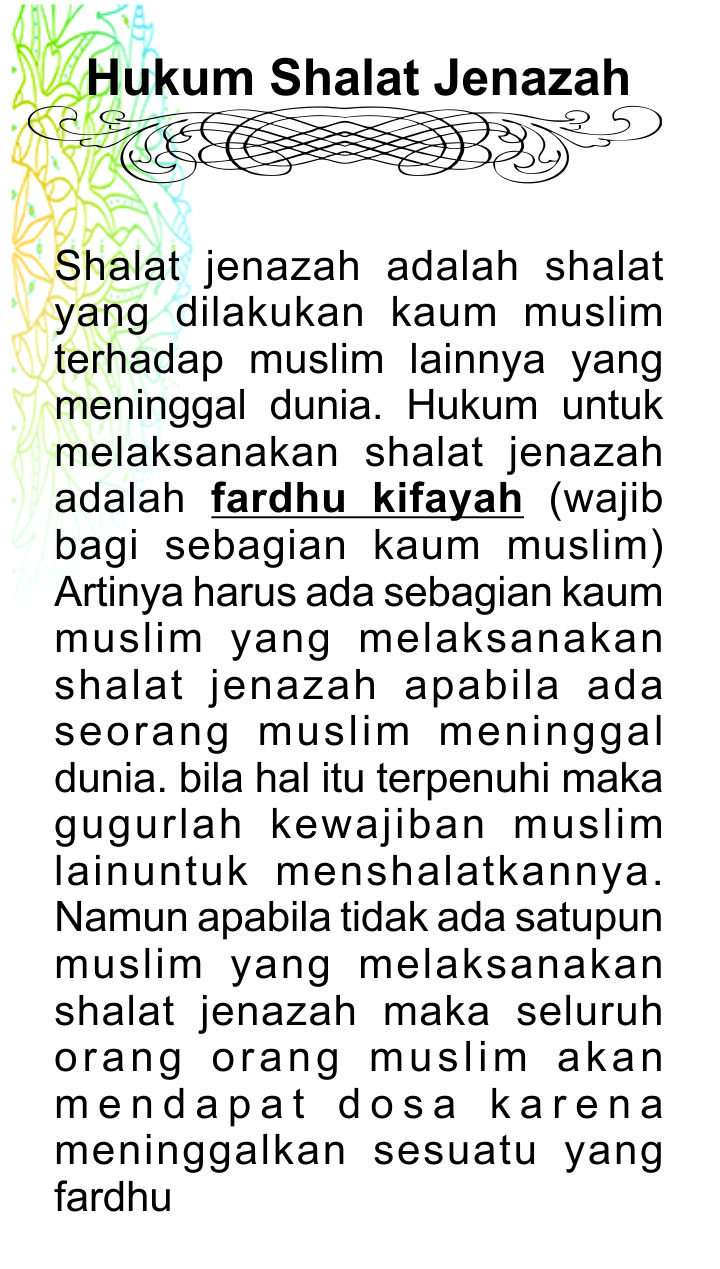 Hukum Shalat Jenazah
Shalat jenazah adalah shalat
yang dilakukan kaum muslim
terhadap muslim lainnya yang
meninggal dunia. Hukum untuk
melaksanakan shalat jenazah
adalah fardhu kifayah (wajib
bagi sebagian kaum muslim)
Artinya harus ada sebagian kaum
muslim yang melaksanakan
shalat jenazah apabila ada
seorang muslim meninggal
dunia. bila hal itu terpenuhi maka
gugurlah kewajiban muslim
lainuntuk menshalatkannya.
Namun apabila tidak ada satupun
muslim yang melaksanakan
shalat jenazah maka seluruh
orang orang muslim akan
mendapat dosa karena
meninggalkan sesuatu yang
fardhu